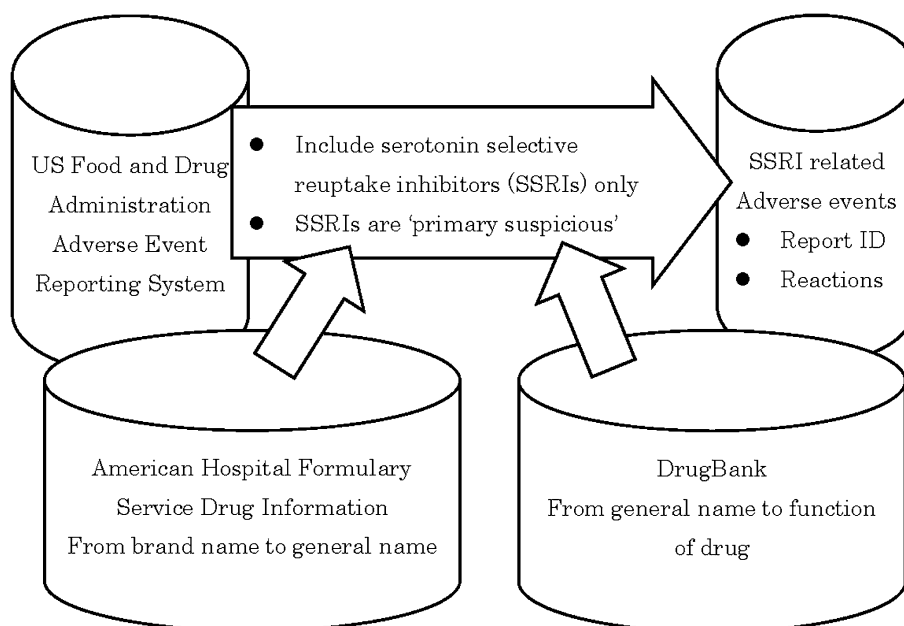 US Food and Drug
Administration
Adverse Event
Reporting System
● Include serotonin selective
reuptake inhibitors (SSRIs) only
● SSRIs are ‘primary suspicious’
SSRI related
Adverse events
● Report ID
● Reactions
American Hospital Formulary
Service Drug Information
From brand name to general name
DrugBank
From general name to function
of drug